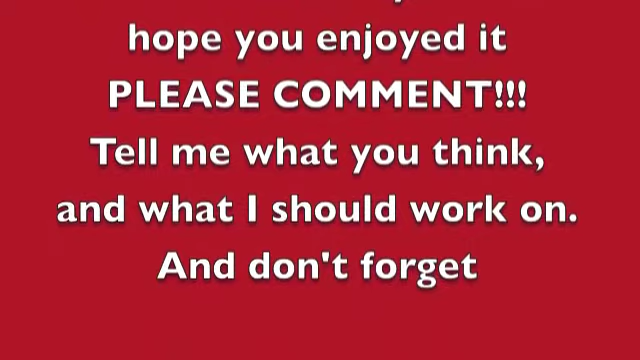 hope you enjoyed it
PLEASE COMMENT!!!
Tell me what you think,
and what I should work on.
And don't forget